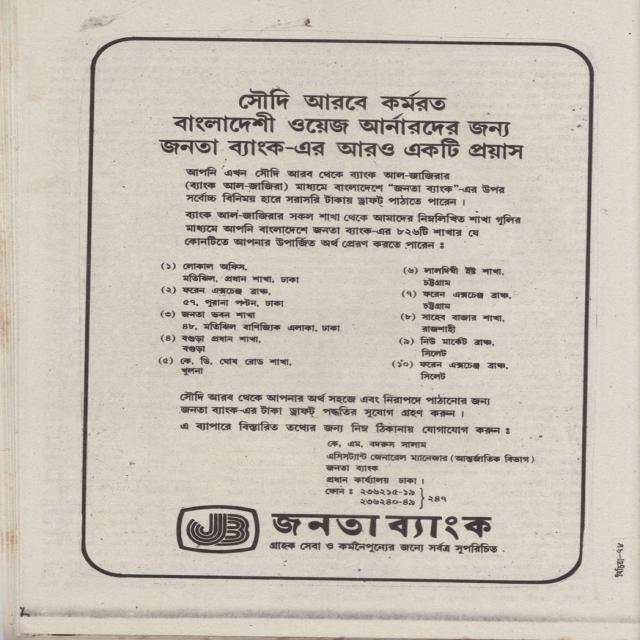 সৌদি আরবে কর্মরত
বাংলাদেশী ওয়েজ আর্নারদের জন্য
জনতা ব্যাংক-এর আরও একটি প্রয়াস
আপনি এখন সৌদি আরব থেকে ব্যাংক আল-জাজিরার
(ব্যাংক আল-জাজিরা) মাধ্যমে বাংলাদেশে “জনতা ব্যাংক”-এর উপর
সর্বোচ্চ বিনিময় হারে সরাসরি টাকায় ড্রাফট্ পাঠাতে পারেন ।
ব্যাংক আল-জাজিরার সকল শাখা থেকে আমাদের নিম্নলিখিত শাখা গুলির
মাধ্যমে আপনি বাংলাদেশে জনতা ব্যাংক-এর ৮২৬টি শাখার যে
কোনটিতে আপনার উপার্জিত অর্থ প্রেরণ করতে পারেন ঃ
(১) লোকাল অফিস,
মতিঝিল, প্রধান শাখা, ঢাকা
(২) ফরেন এক্সচেঞ্জ ব্রাঞ্চ,
৫৭, পুরানা পল্টন, ঢাকা
(৩) জনতা ভবন শাখা
৪৮, মতিঝিল বাণিজ্যিক এলাকা, ঢাকা
(৪) বগুড়া প্রধান শাখা,
বগুড়া
(৫) কে, ডি, ঘোষ রোড শাখা,
খুলনা
(৬) লালদিঘী ইষ্ট শাখা,
চট্টগ্রাম
(৭) ফরেন এক্সচেঞ্জ ব্রাঞ্চ,
চট্টগ্রাম
(৮) সাহেব বাজার শাখা,
রাজশাহী
(৯) নিউ মার্কেট ব্রাঞ্চ,
সিলেট
(১০) ফরেন এক্সচেঞ্জ ব্রাঞ্চ,
সিলেট
সৌদি আরব থেকে আপনার অর্থ সহজে এবং নিরাপদে পাঠানোর জন্য
জনতা ব্যাংক-এর টাকা ড্রাফট্ পদ্ধতির সুযোগ গ্রহণ করুন ।
এ ব্যাপারে বিস্তারিত তথ্যের জন্য নিম্ন ঠিকানায় যোগাযোগ করুন ঃ
কে, এম, বদরুস সালাম
এসিসট্যান্ট জেনারেল ম্যানেজার (আন্তর্জাতিক বিভাগ)
জনতা ব্যাংক
প্রধান কার্যালয় ঢাকা ।
ফোন ঃ ২৩৬২১৫-১৯
২৩৬২৪০-৪৯ } ২৪৭
JB জনতা ব্যাংক
গ্রাহক সেবা ও কর্মনৈপুন্যের জন্যে সর্বত্র সুপরিচিত .